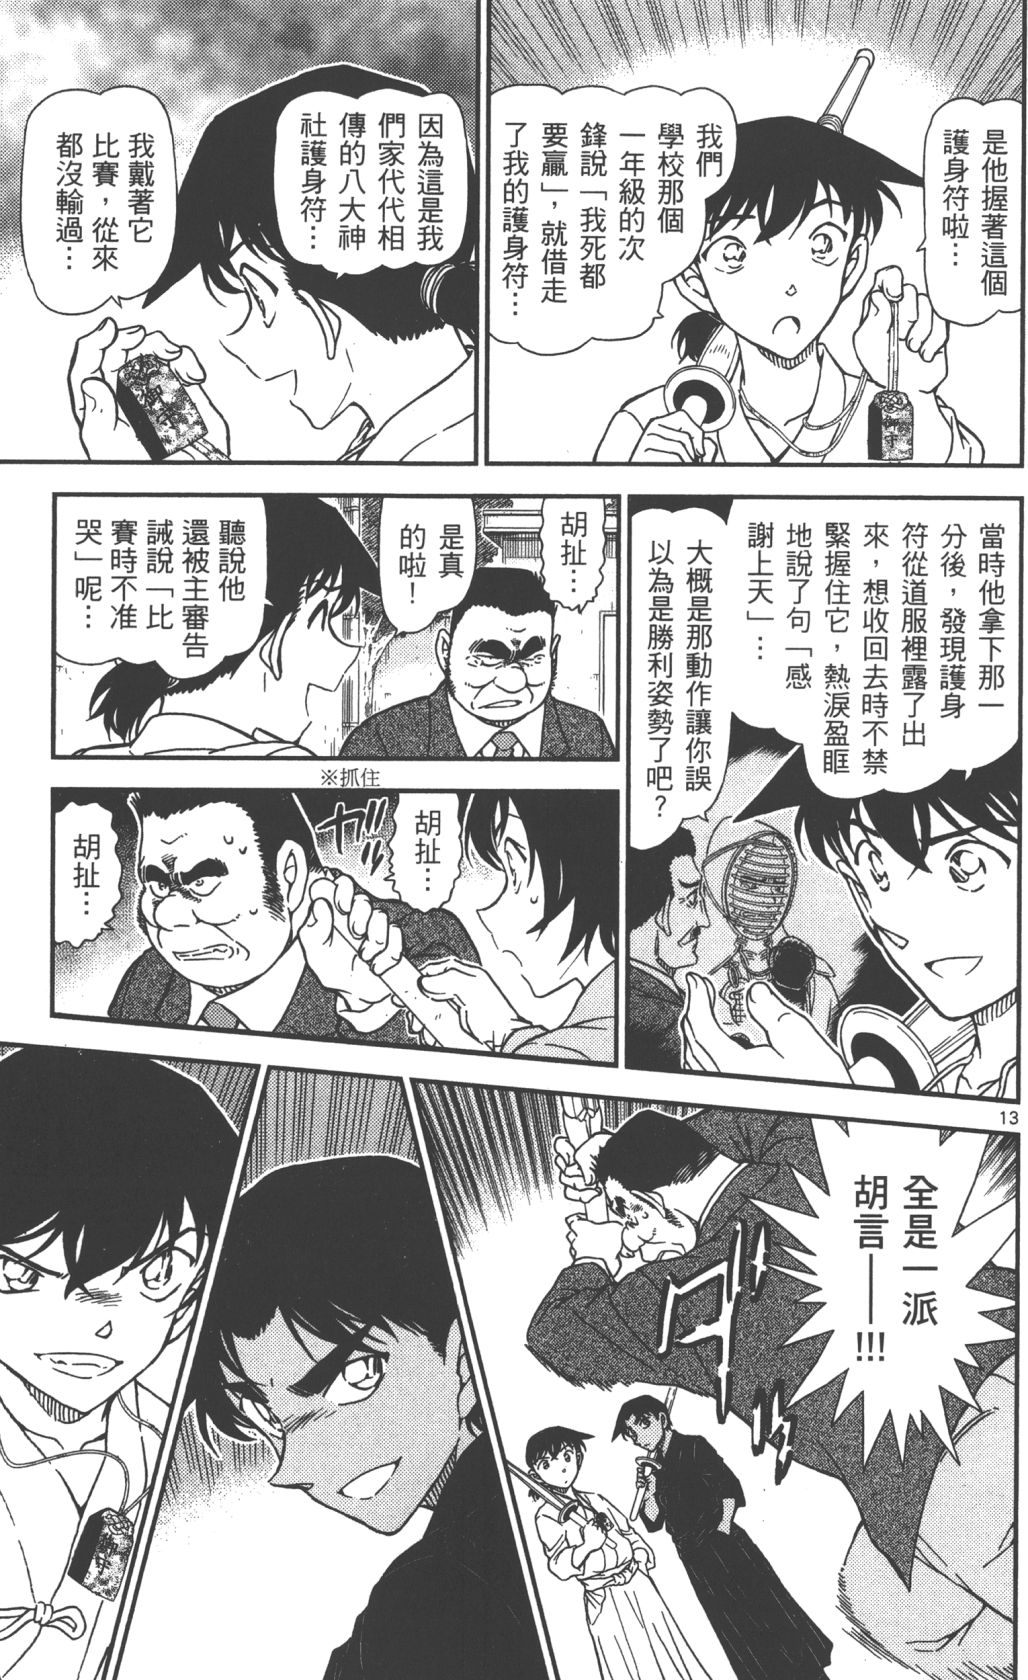 是他握著這個
護身符啦…
我們
學校那個
一年級的次
鋒說「我死都
要贏」，就借走
了我的護身符…
因為這是我
們家代代相
傳的八大神
社護身符…
我戴著它
比賽，從來
都沒輸過…
御守
御守
當時他拿下那一
分後，發現護身
符從道服裡露了出
來，想收回去時不禁
緊握住它，熱淚盈眶
地說了句「感
謝上天」…
大概是那動作讓你誤
以為是勝利姿勢了吧？
胡扯…
是真
的啦！
聽說他
還被主審告
誡說「比
賽時不准
哭」呢…
※抓住
ガッ
胡扯…
胡扯…
13
全是一派
胡言——!!!
御守